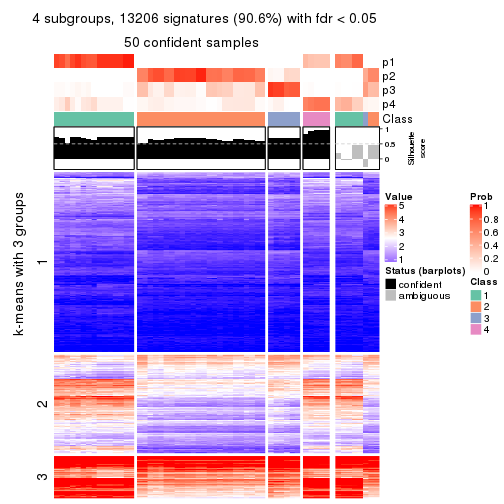 4 subgroups, 13206 signatures (90.6%) with fdr < 0.05
50 confident samples
p1
p2
p3
p4
Class
1
0.5
0
Silhouette
score
k-means with 3 groups
1
2
3
Value
5
4
3
2
1
Status (barplots)
confident
ambiguous
Prob
1
0.8
0.6
0.4
0.2
0
Class
1
2
3
4